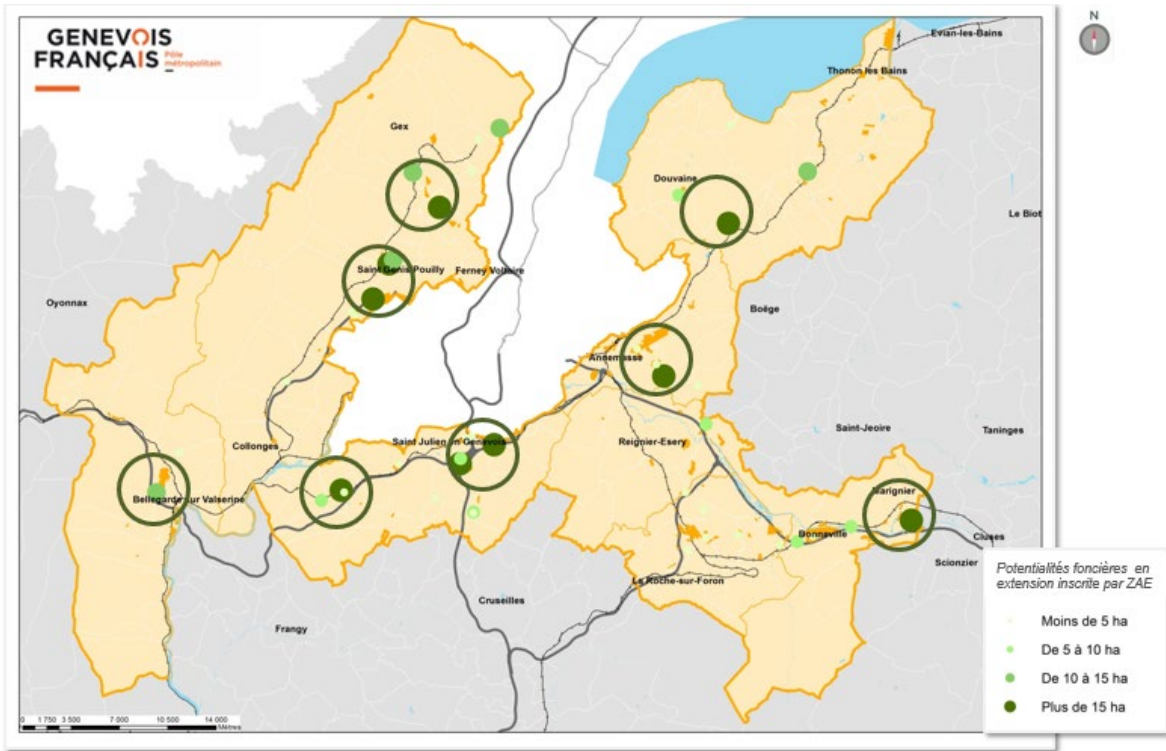 GENEVOIS
FRANÇAIS Pôle
métropolitain
N
Evian-les-Bains
Thonon les Bains
Gex
Douvaine
Le Biot
Saint Genis Pouilly
Ferney Voltaire
Oyonnax
Boëge
Annemasse
Saint-Jeoire
Taninges
Collonges
Saint Julien en Genevois
Reignier-Esery
Bellegarde sur Valserine
Marignier
Bonneville
Cluses
Scionzier
La Roche-sur-Foron
Cruseilles
Frangy
Potentialités foncières en
extension inscrite par ZAE
Moins de 5 ha
De 5 à 10 ha
De 10 à 15 ha
Plus de 15 ha
0 1 750 3 500 7 000 10 500 14 000
Mètres